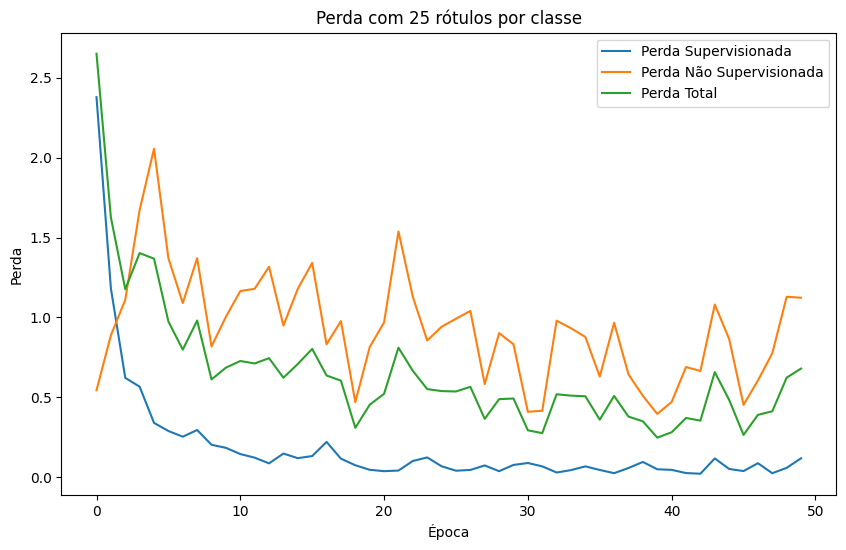 Perda com 25 rótulos por classe
Perda Supervisionada
Perda Não Supervisionada
Perda Total
Perda
2.5
2.0
1.5
1.0
0.5
0.0
0 10 20 30 40 50
Época